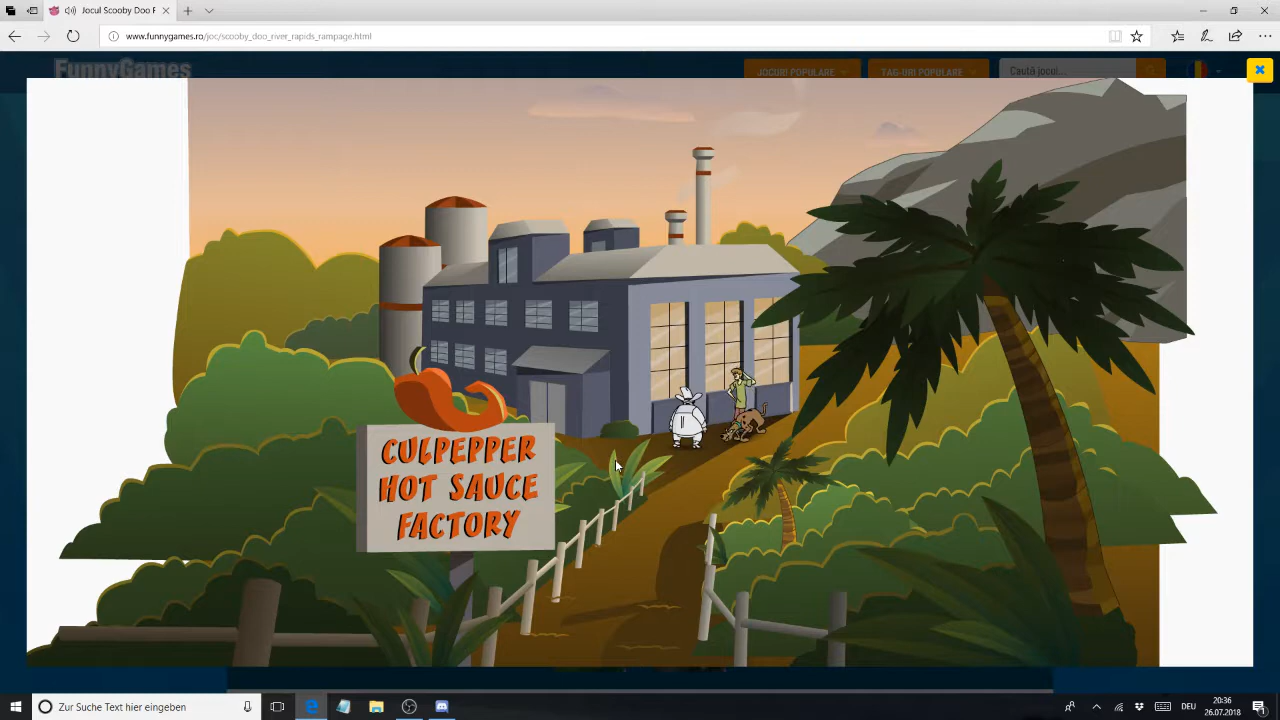 Jocul Scooby Doo F
www.funnygames.ro/joc/scooby_doo_river_rapids_rampage.html
FunnyGames
JOCURI POPULARE
TAG-URI POPULARE
Caută jocuri...
CULPEPPER
HOT SAUCE
FACTORY
Zur Suche Text hier eingeben
DEU
20:36
26.07.2018
1